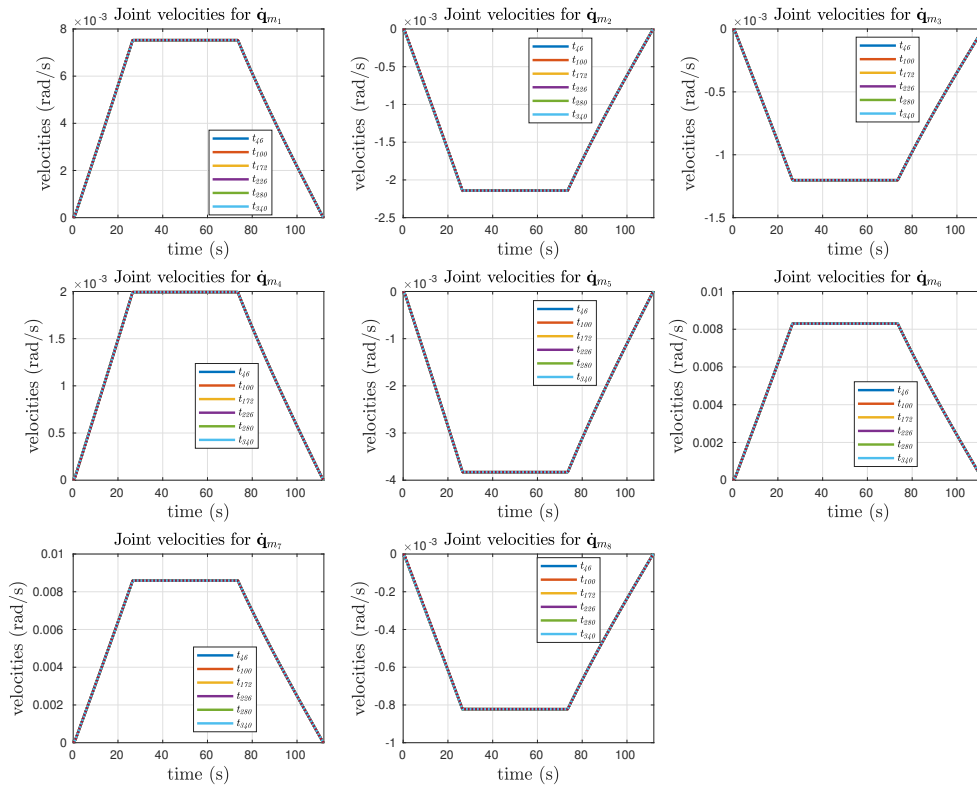 Joint velocities for q̇ₘ₁
×10⁻³
8
6
4
2
0
velocities (rad/s)
t₄₆
t₁₀₀
t₁₇₂
t₂₂₆
t₂₈₀
t₃₄₀
0 20 40 60 80 100
time (s)
Joint velocities for q̇ₘ₂
×10⁻³
0
-0.5
-1
-1.5
-2
-2.5
velocities (rad/s)
t₄₆
t₁₀₀
t₁₇₂
t₂₂₆
t₂₈₀
t₃₄₀
0 20 40 60 80 100
time (s)
Joint velocities for q̇ₘ₃
×10⁻³
0
-0.5
-1
-1.5
velocities (rad/s)
t₄₆
t₁₀₀
t₁₇₂
t₂₂₆
t₂₈₀
t₃₄₀
0 20 40 60 80 100
time (s)
Joint velocities for q̇ₘ₄
×10⁻³
2
1.5
1
0.5
0
velocities (rad/s)
t₄₆
t₁₀₀
t₁₇₂
t₂₂₆
t₂₈₀
t₃₄₀
0 20 40 60 80 100
time (s)
Joint velocities for q̇ₘ₅
×10⁻³
0
-1
-2
-3
-4
velocities (rad/s)
t₄₆
t₁₀₀
t₁₇₂
t₂₂₆
t₂₈₀
t₃₄₀
0 20 40 60 80 100
time (s)
Joint velocities for q̇ₘ₆
0.01
0.008
0.006
0.004
0.002
0
velocities (rad/s)
t₄₆
t₁₀₀
t₁₇₂
t₂₂₆
t₂₈₀
t₃₄₀
0 20 40 60 80 100
time (s)
Joint velocities for q̇ₘ₇
0.01
0.008
0.006
0.004
0.002
0
velocities (rad/s)
t₄₆
t₁₀₀
t₁₇₂
t₂₂₆
t₂₈₀
t₃₄₀
0 20 40 60 80 100
time (s)
Joint velocities for q̇ₘ₈
×10⁻³
0
-0.2
-0.4
-0.6
-0.8
-1
velocities (rad/s)
t₄₆
t₁₀₀
t₁₇₂
t₂₂₆
t₂₈₀
t₃₄₀
0 20 40 60 80 100
time (s)